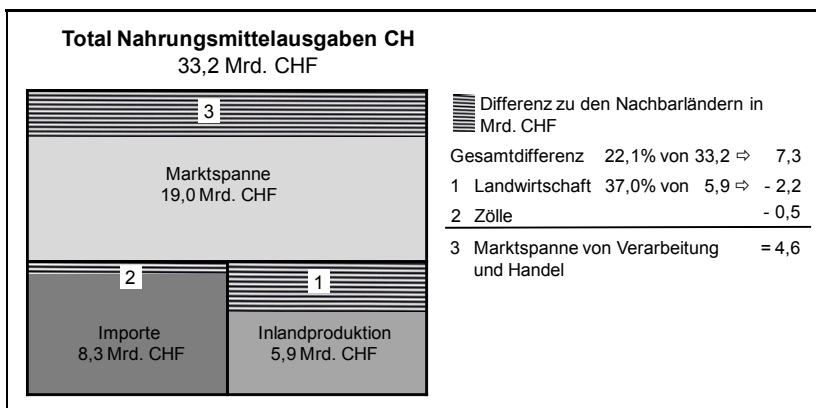 Total Nahrungsmittelausgaben CH
33,2 Mrd. CHF
3
Marktspanne
19,0 Mrd. CHF
2
1
Importe
8,3 Mrd. CHF
Inlandproduktion
5,9 Mrd. CHF
Differenz zu den Nachbarländern in
Mrd. CHF
Gesamtdifferenz 22,1% von 33,2 ⇨ 7,3
1 Landwirtschaft 37,0% von 5,9 ⇨ - 2,2
2 Zölle - 0,5
3 Marktspanne von Verarbeitung = 4,6
und Handel